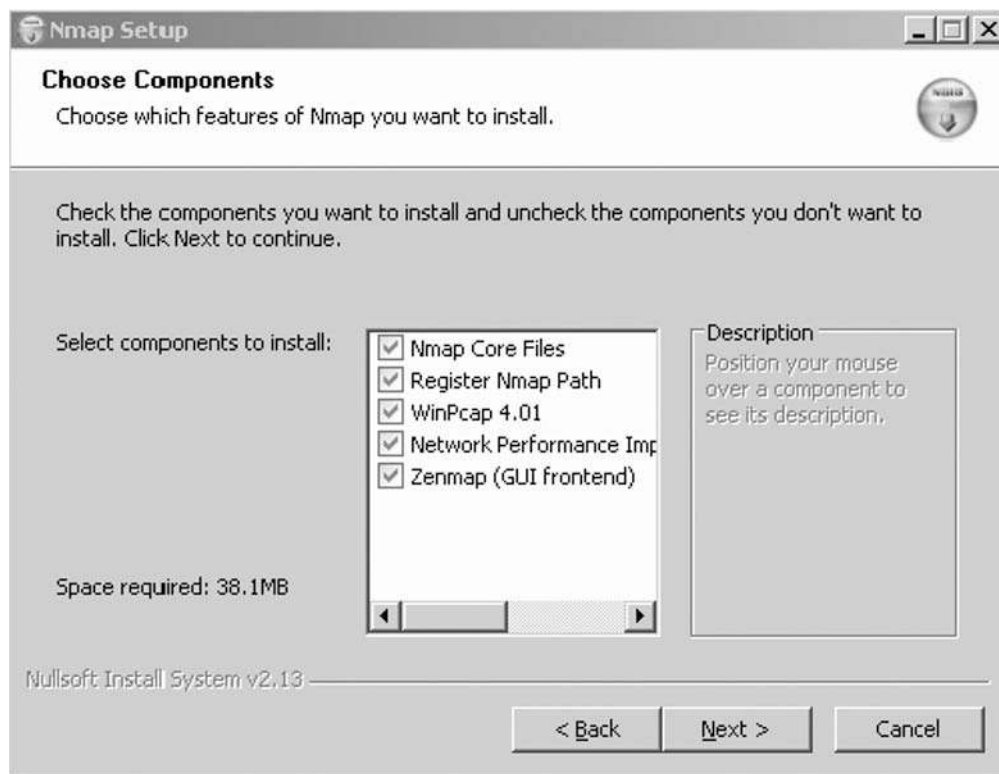 Nmap Setup
Choose Components
Choose which features of Nmap you want to install.
Check the components you want to install and uncheck the components you don't want to
install. Click Next to continue.
Select components to install:
Nmap Core Files
Register Nmap Path
WinPcap 4.01
Network Performance Imp
Zenmap (GUI frontend)
Space required: 38.1MB
Description
Position your mouse
over a component to
see its description.
Nullsoft Install System v2.13
< Back
Next >
Cancel